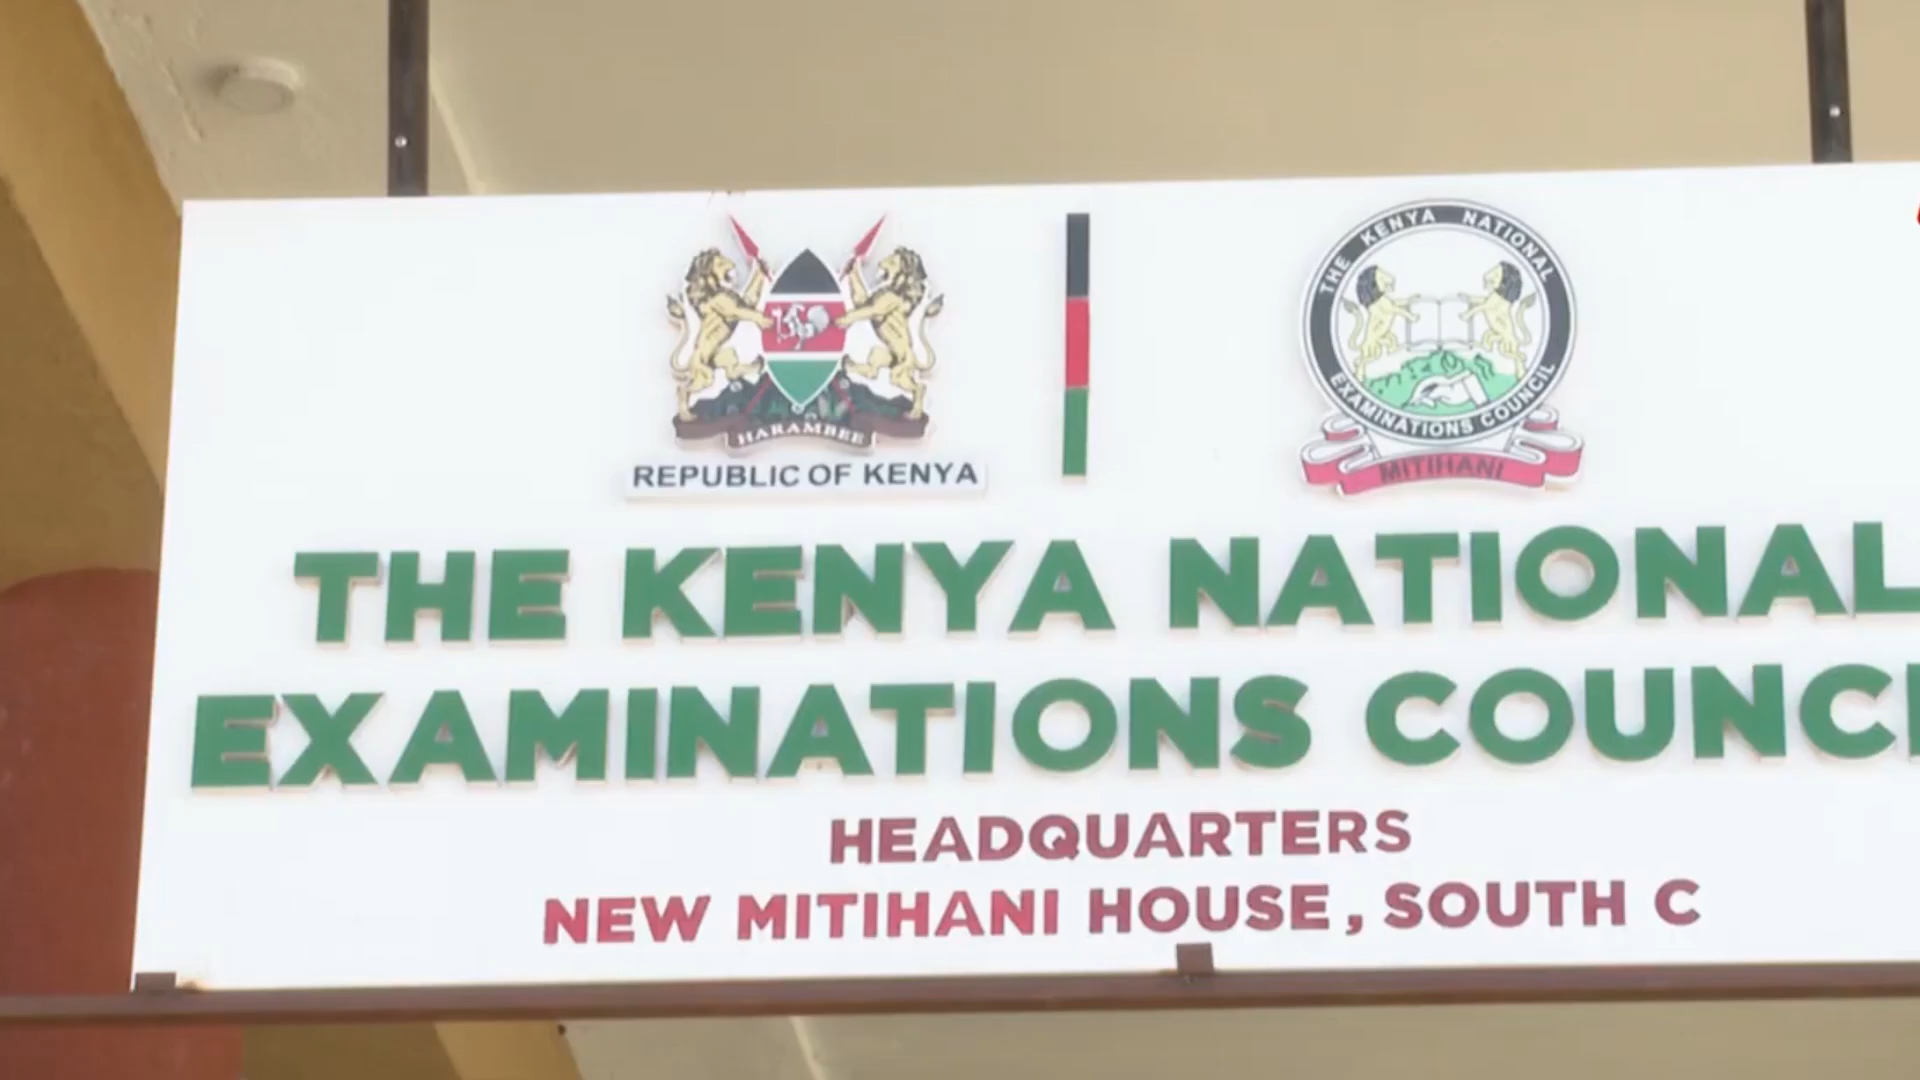 HARAMBEE
REPUBLIC OF KENYA
THE KENYA NATIONAL
EXAMINATIONS COUNCIL
MITIHANI
THE KENYA NATIONAL
EXAMINATIONS COUNCI
HEADQUARTERS
NEW MITIHANI HOUSE, SOUTH C